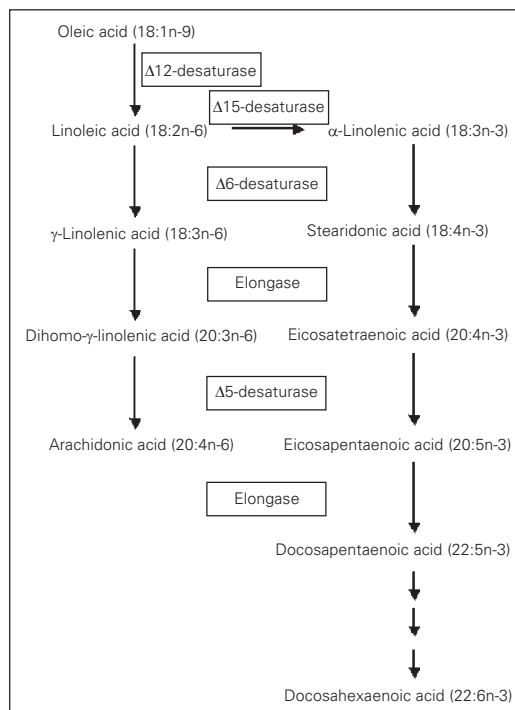 Oleic acid (18:1n-9)
Δ12-desaturase
Δ15-desaturase
Linoleic acid (18:2n-6)
α-Linolenic acid (18:3n-3)
Δ6-desaturase
γ-Linolenic acid (18:3n-6)
Stearidonic acid (18:4n-3)
Elongase
Dihomo-γ-linolenic acid (20:3n-6)
Eicosatetraenoic acid (20:4n-3)
Δ5-desaturase
Arachidonic acid (20:4n-6)
Eicosapentaenoic acid (20:5n-3)
Elongase
Docosapentaenoic acid (22:5n-3)
Docosahexaenoic acid (22:6n-3)